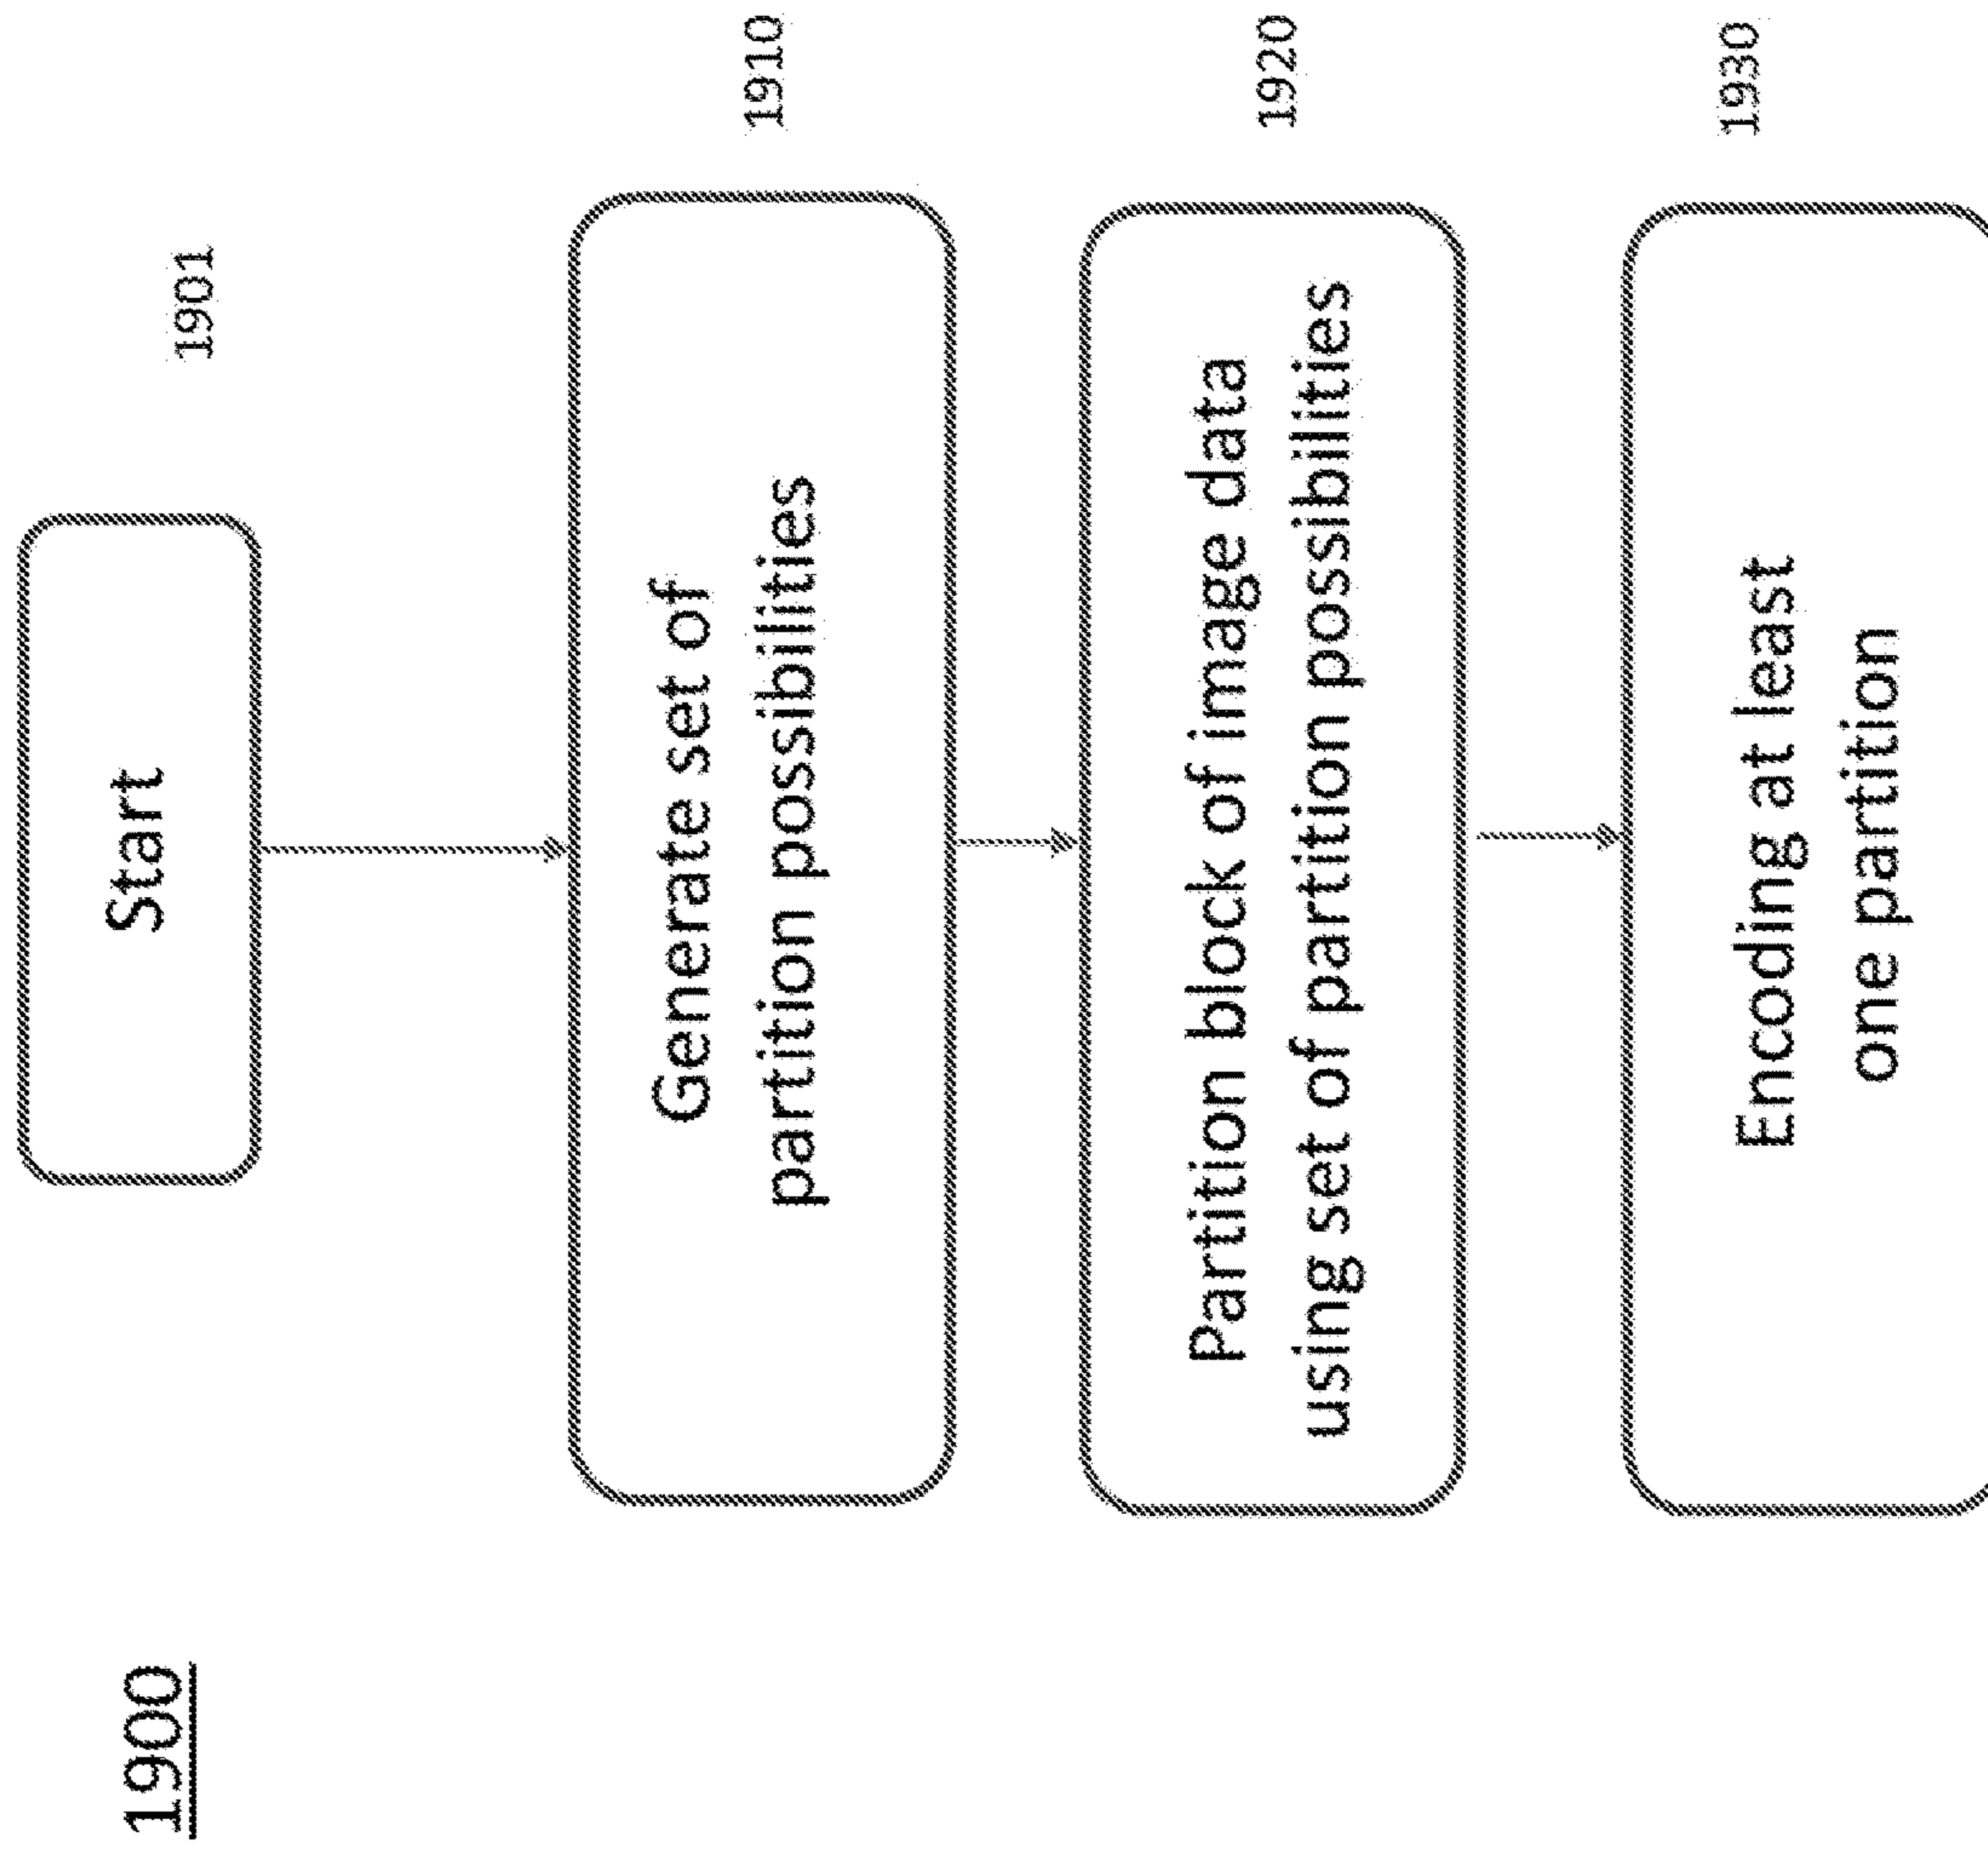 1900
Start
1901
Generate set of
partition possibilities
1910
Partition block of image data
using set of partition possibilities
1920
Encoding at least
one partition
1930